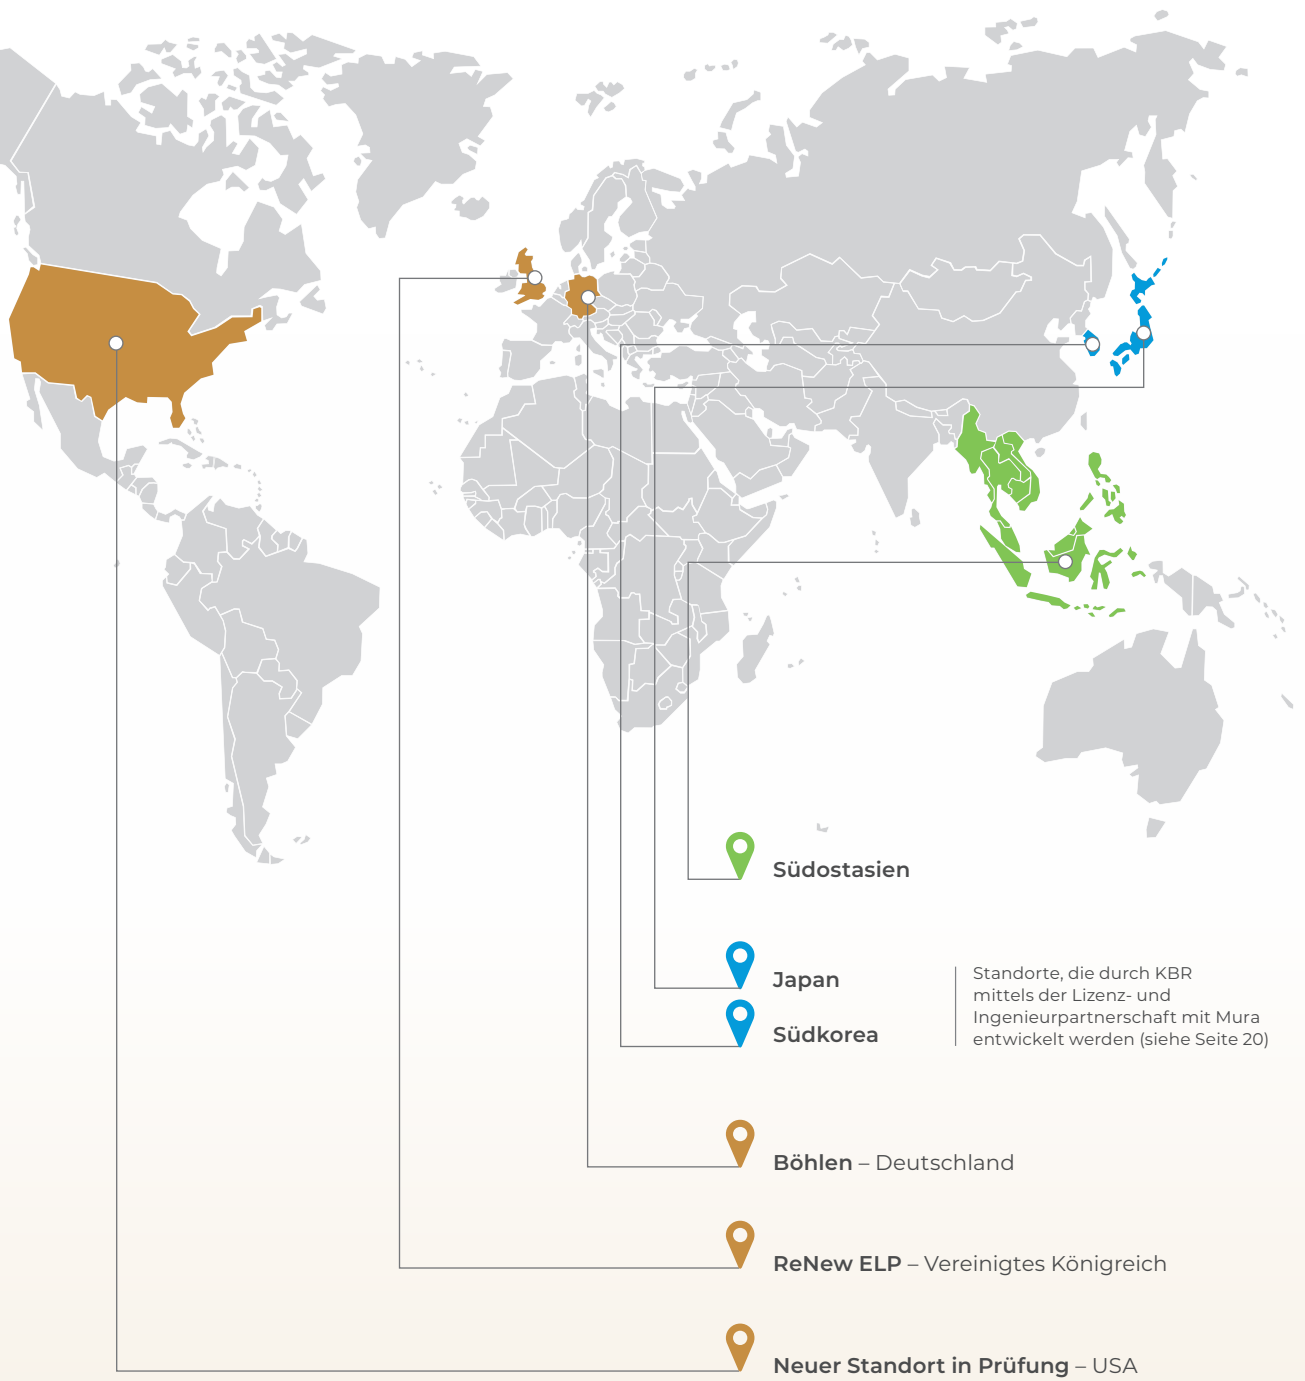 Südostasien
Japan
Südkorea
Standorte, die durch KBR
mittels der Lizenz- und
Ingenieurpartnerschaft mit Mura
entwickelt werden (siehe Seite 20)
Böhlen – Deutschland
ReNew ELP – Vereinigtes Königreich
Neuer Standort in Prüfung – USA